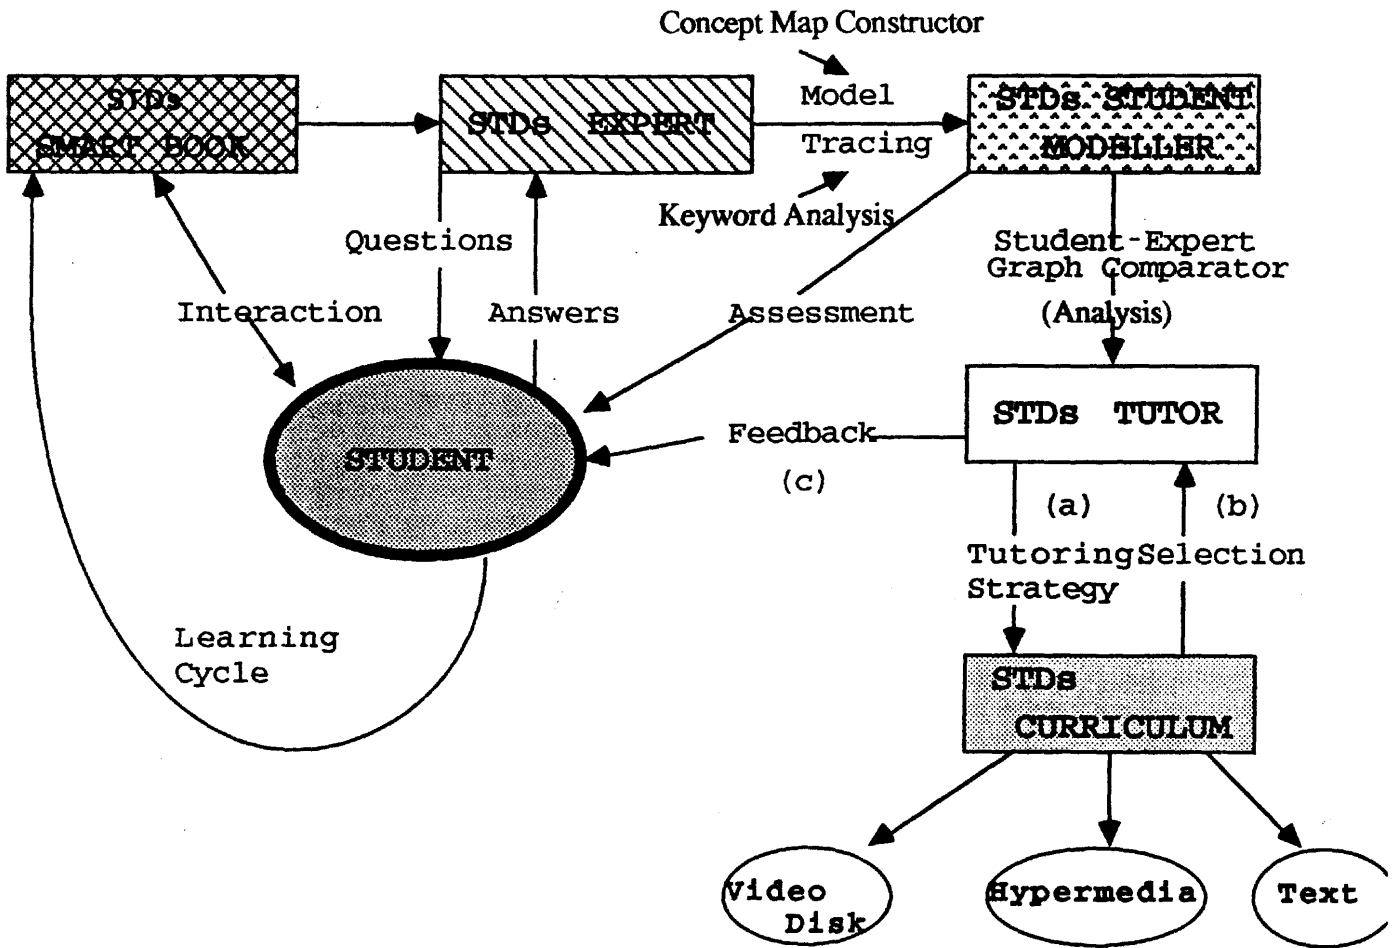 Concept Map Constructor
STDs
SMART BOOK
STDs EXPERT
Model
Tracing
STDs STUDENT
MODELLER
Keyword Analysis
Questions
Student-Expert
Graph Comparator
Interaction
Answers
Assessment
(Analysis)
STDs TUTOR
Feedback
(c)
STUDENT
(a)
(b)
Tutoring Selection
Strategy
Learning
Cycle
STDs
CURRICULUM
Video
Disk
Hypermedia
Text